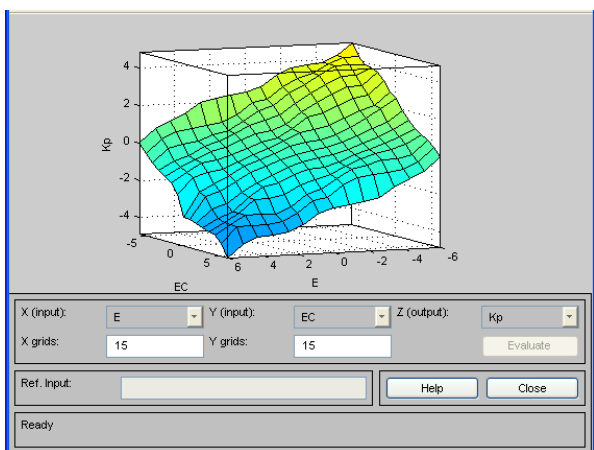 4
2
0
-2
-4
Kp
-5
0
5
EC
6
4
2
0
-2
-4
-6
E
X (input):
E
Y (input):
EC
Z (output):
Kp
X grids:
15
Y grids:
15
Evaluate
Ref. Input:
Help
Close
Ready